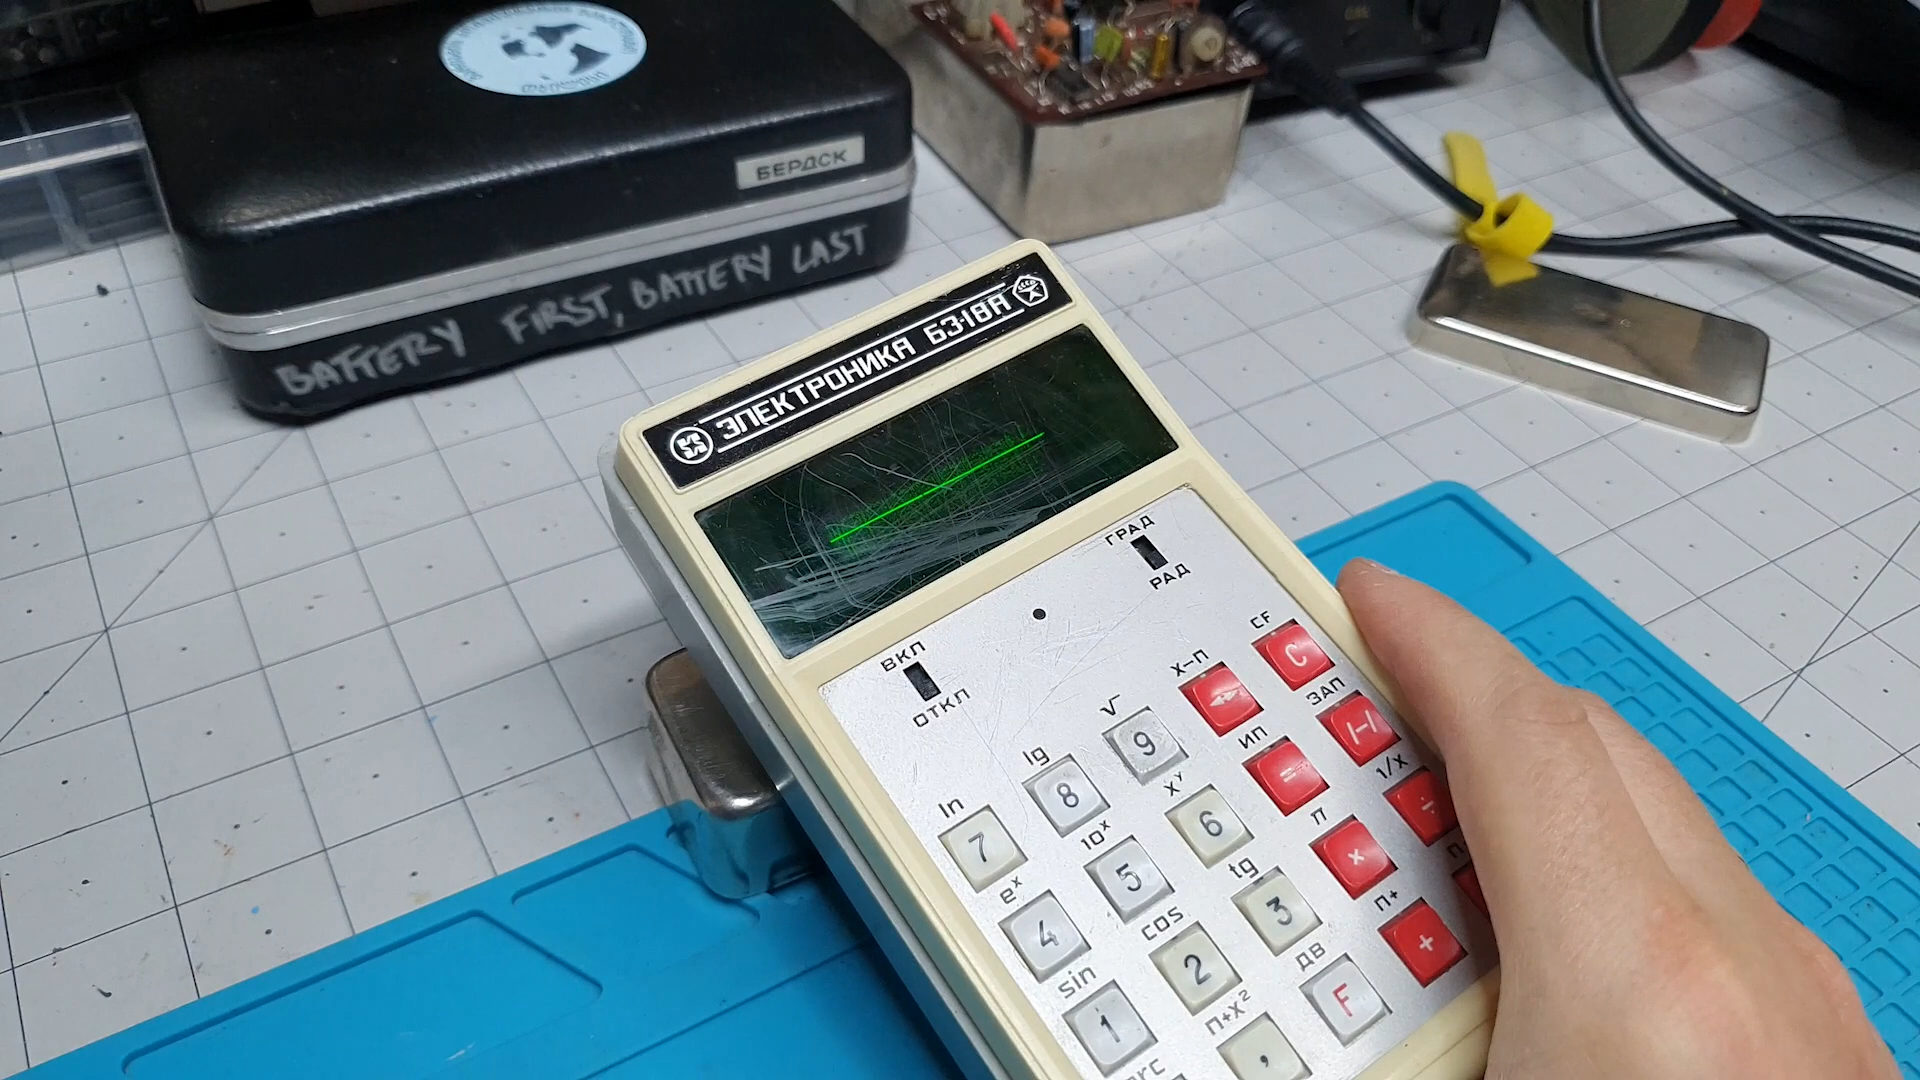 БЕРДСК
BATTERY FIRST, BATTERY LAST
ЭЛЕКТРОНИКА Б3-18А
ГРАД
РАД
ВКЛ
ОТКЛ
CF
C
X-П
ЗАП
/-/
√
9
ИП
=
1/X
÷
lg
8
X^Y
6
П
×
ln
7
10^X
5
tg
3
П+
+
e^X
4
cos
2
ДВ
F
sin
1
П+X²
,
arc